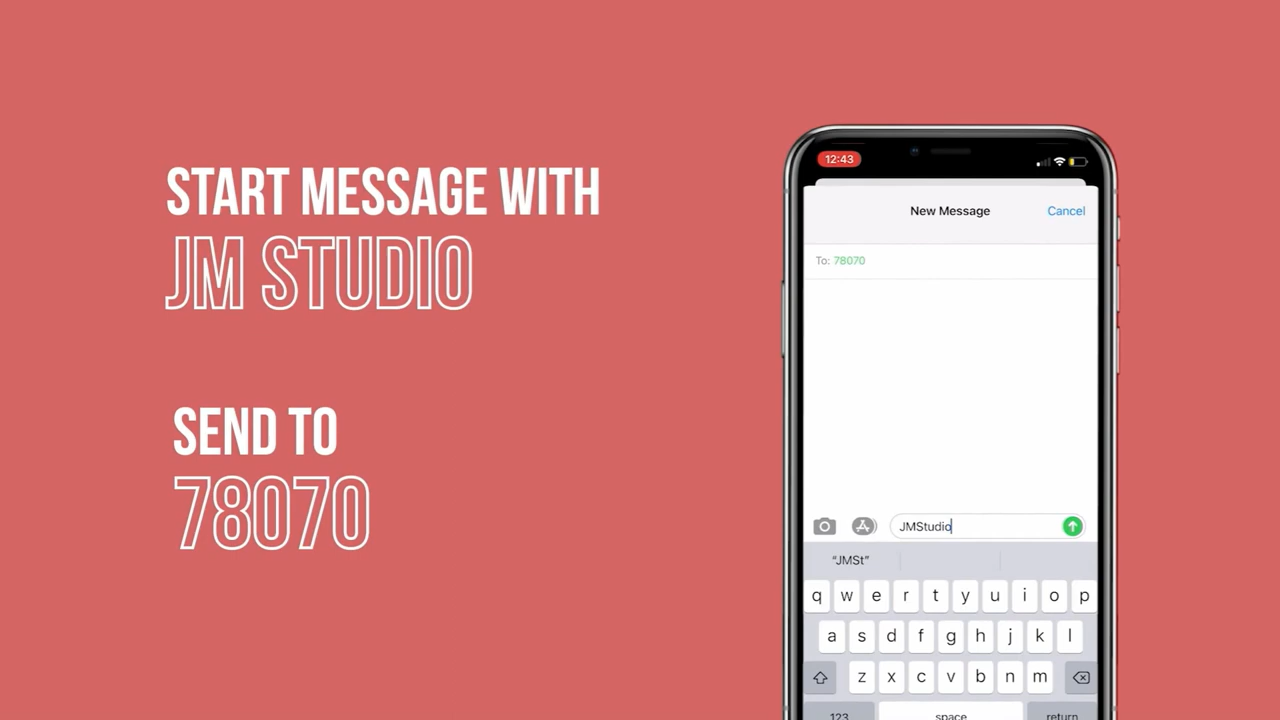 START MESSAGE WITH
JM STUDIO
SEND TO
78070
12:43
New Message
Cancel
To: 78070
JMStudio
“JMSt”
q w e r t y u i o p
a s d f g h j k l
z x c v b n m
123 space return